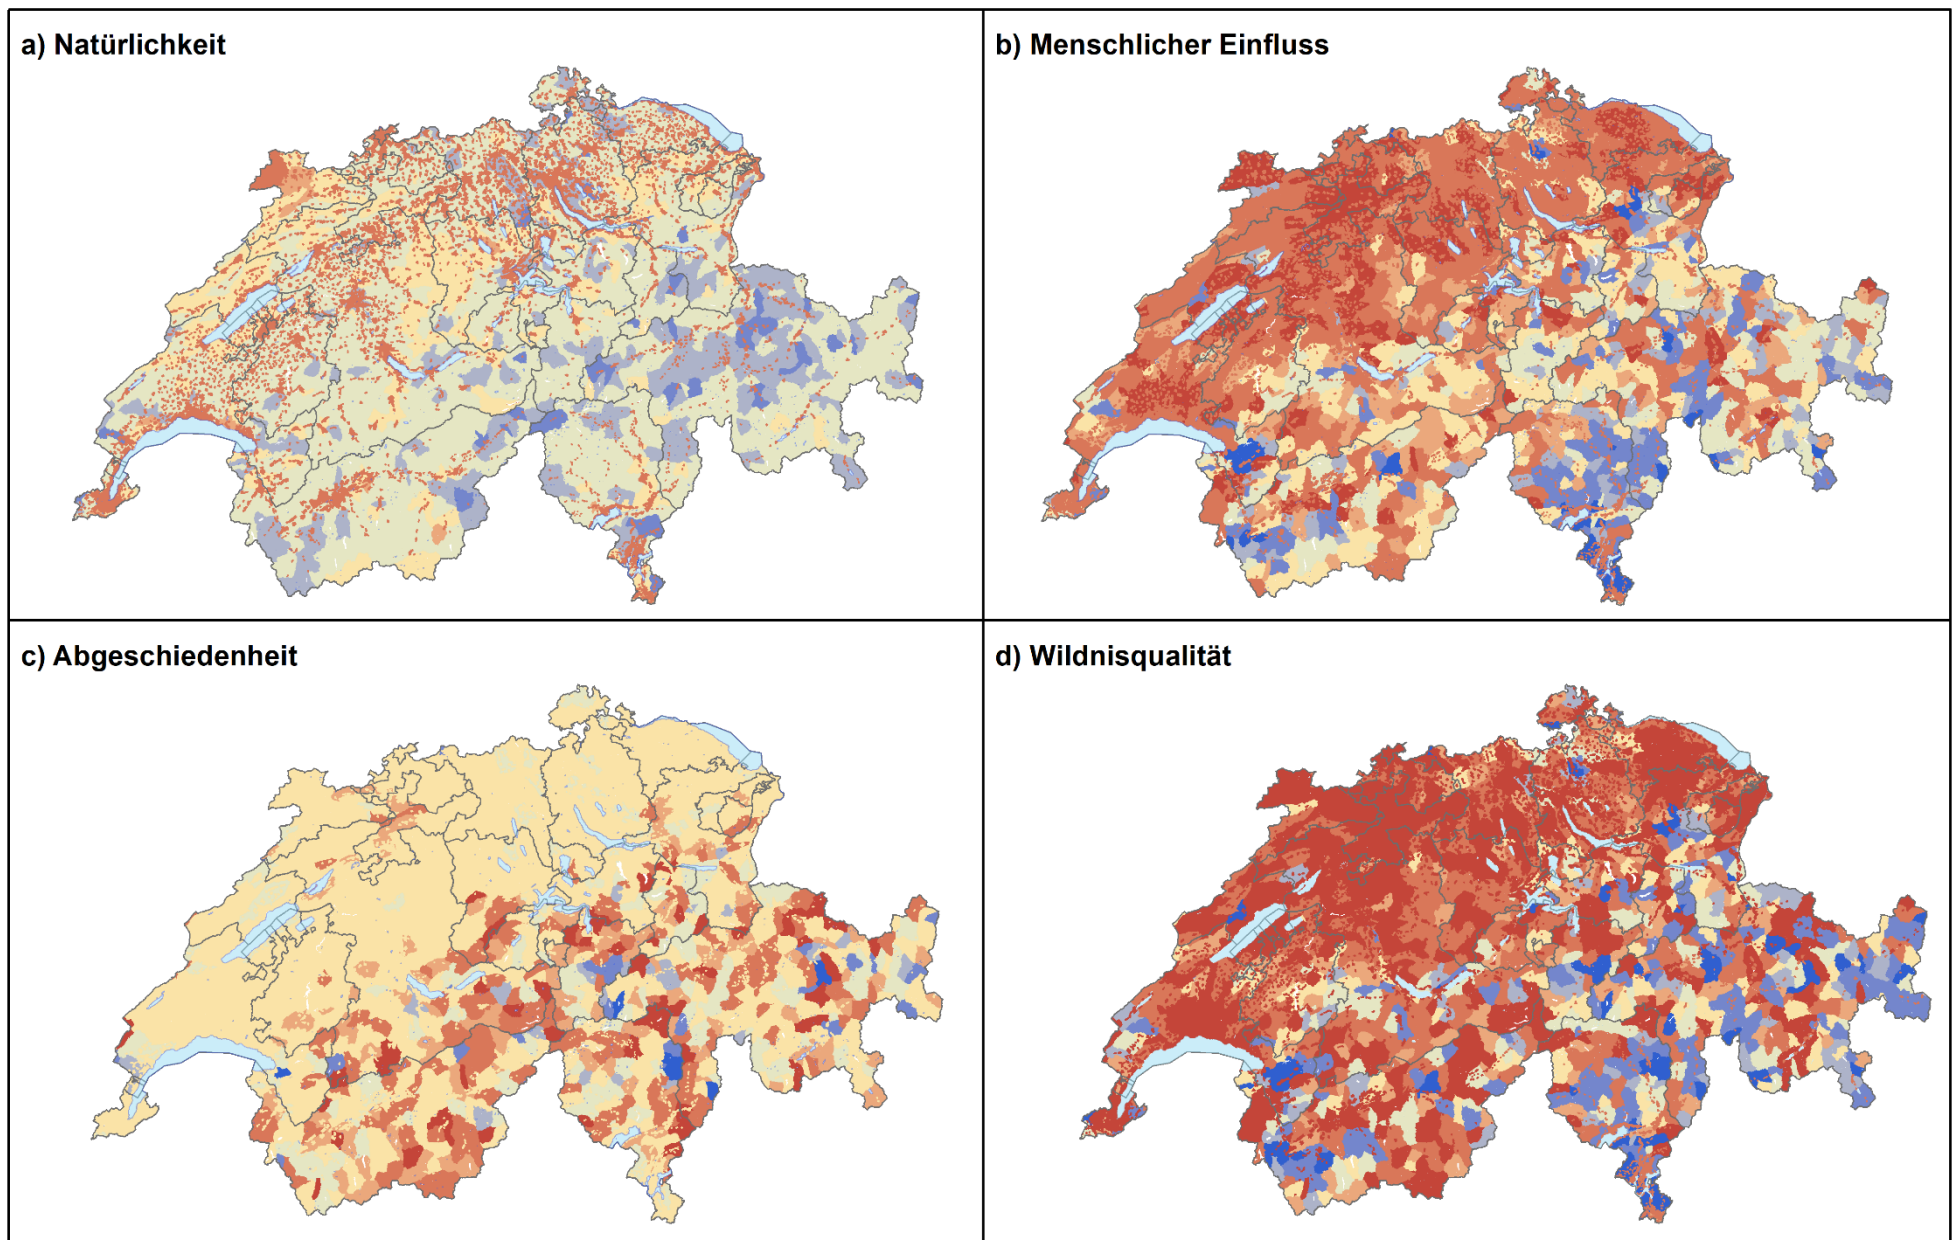 a) Natürlichkeit
b) Menschlicher Einfluss
c) Abgeschiedenheit
d) Wildnisqualität